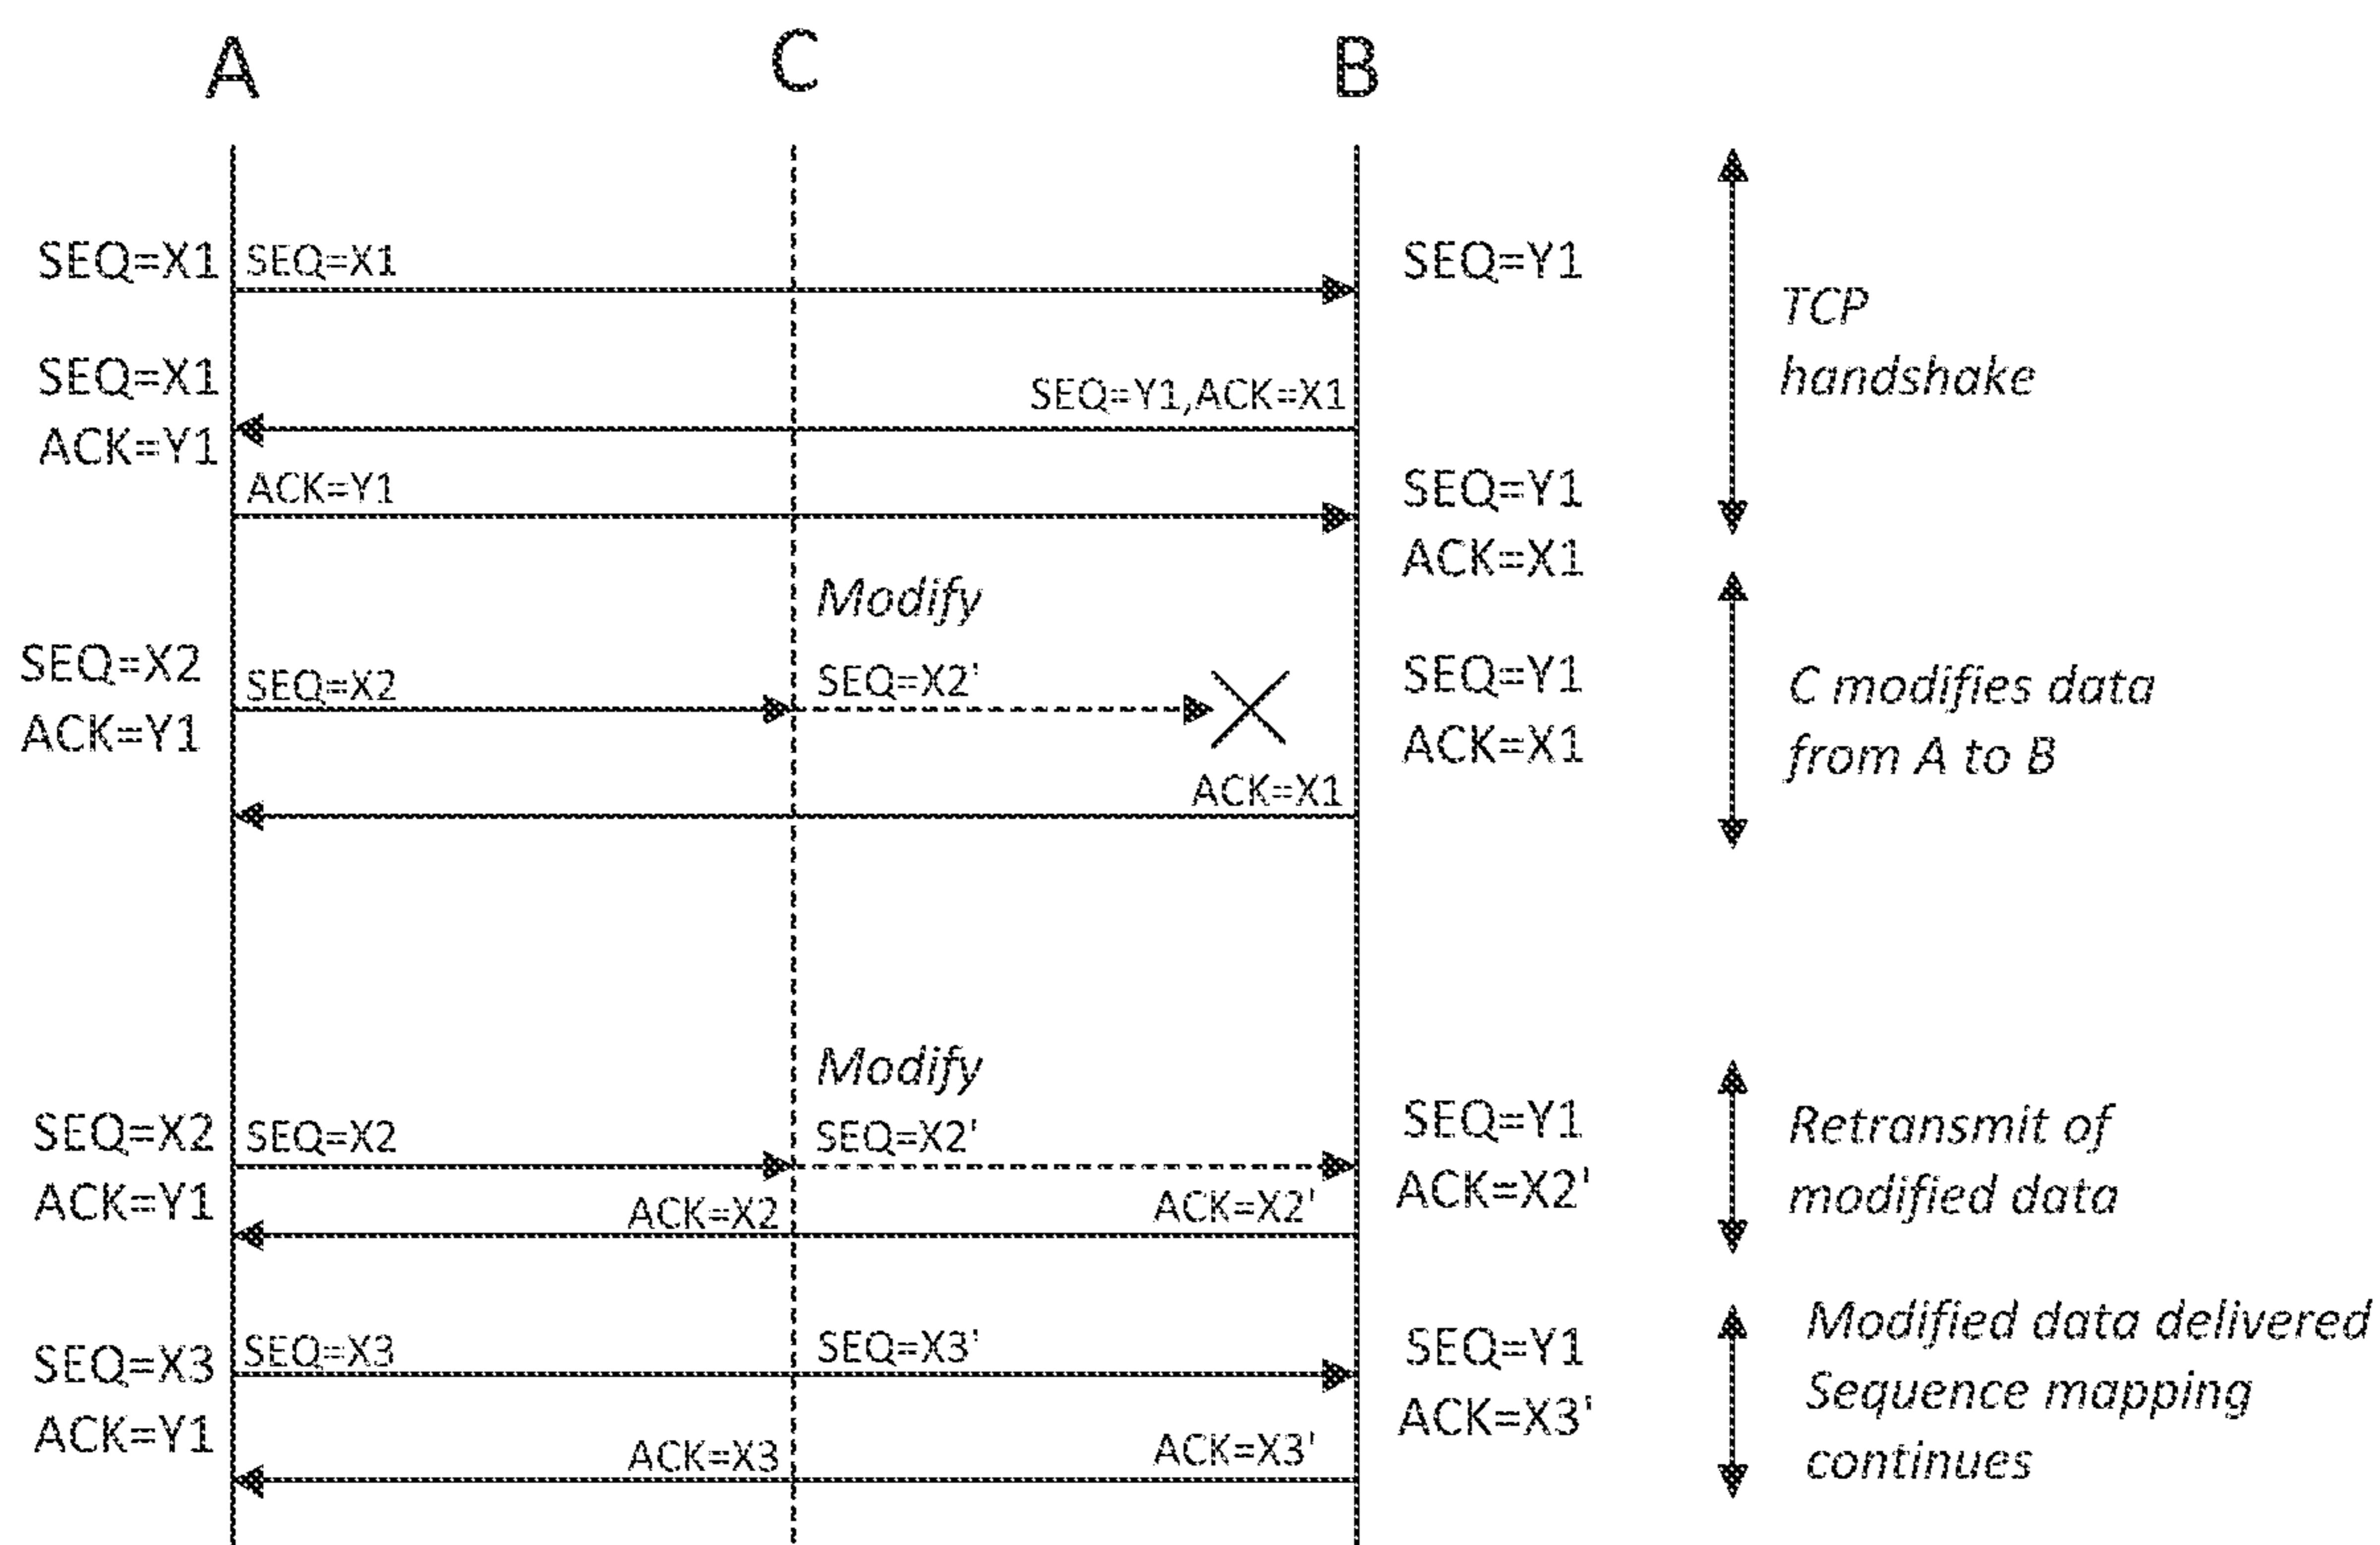 A
C
B
SEQ=X1
SEQ=X1
SEQ=Y1
TCP
handshake
SEQ=X1
ACK=Y1
SEQ=Y1,ACK=X1
ACK=Y1
SEQ=Y1
ACK=X1
Modify
SEQ=X2
ACK=Y1
SEQ=X2
SEQ=X2'
SEQ=Y1
ACK=X1
ACK=X1
C modifies data
from A to B
Modify
SEQ=X2
ACK=Y1
SEQ=X2
SEQ=X2'
ACK=X2
ACK=X2'
SEQ=Y1
ACK=X2'
Retransmit of
modified data
SEQ=X3
ACK=Y1
SEQ=X3
SEQ=X3'
ACK=X3
ACK=X3'
SEQ=Y1
ACK=X3'
Modified data delivered
Sequence mapping
continues